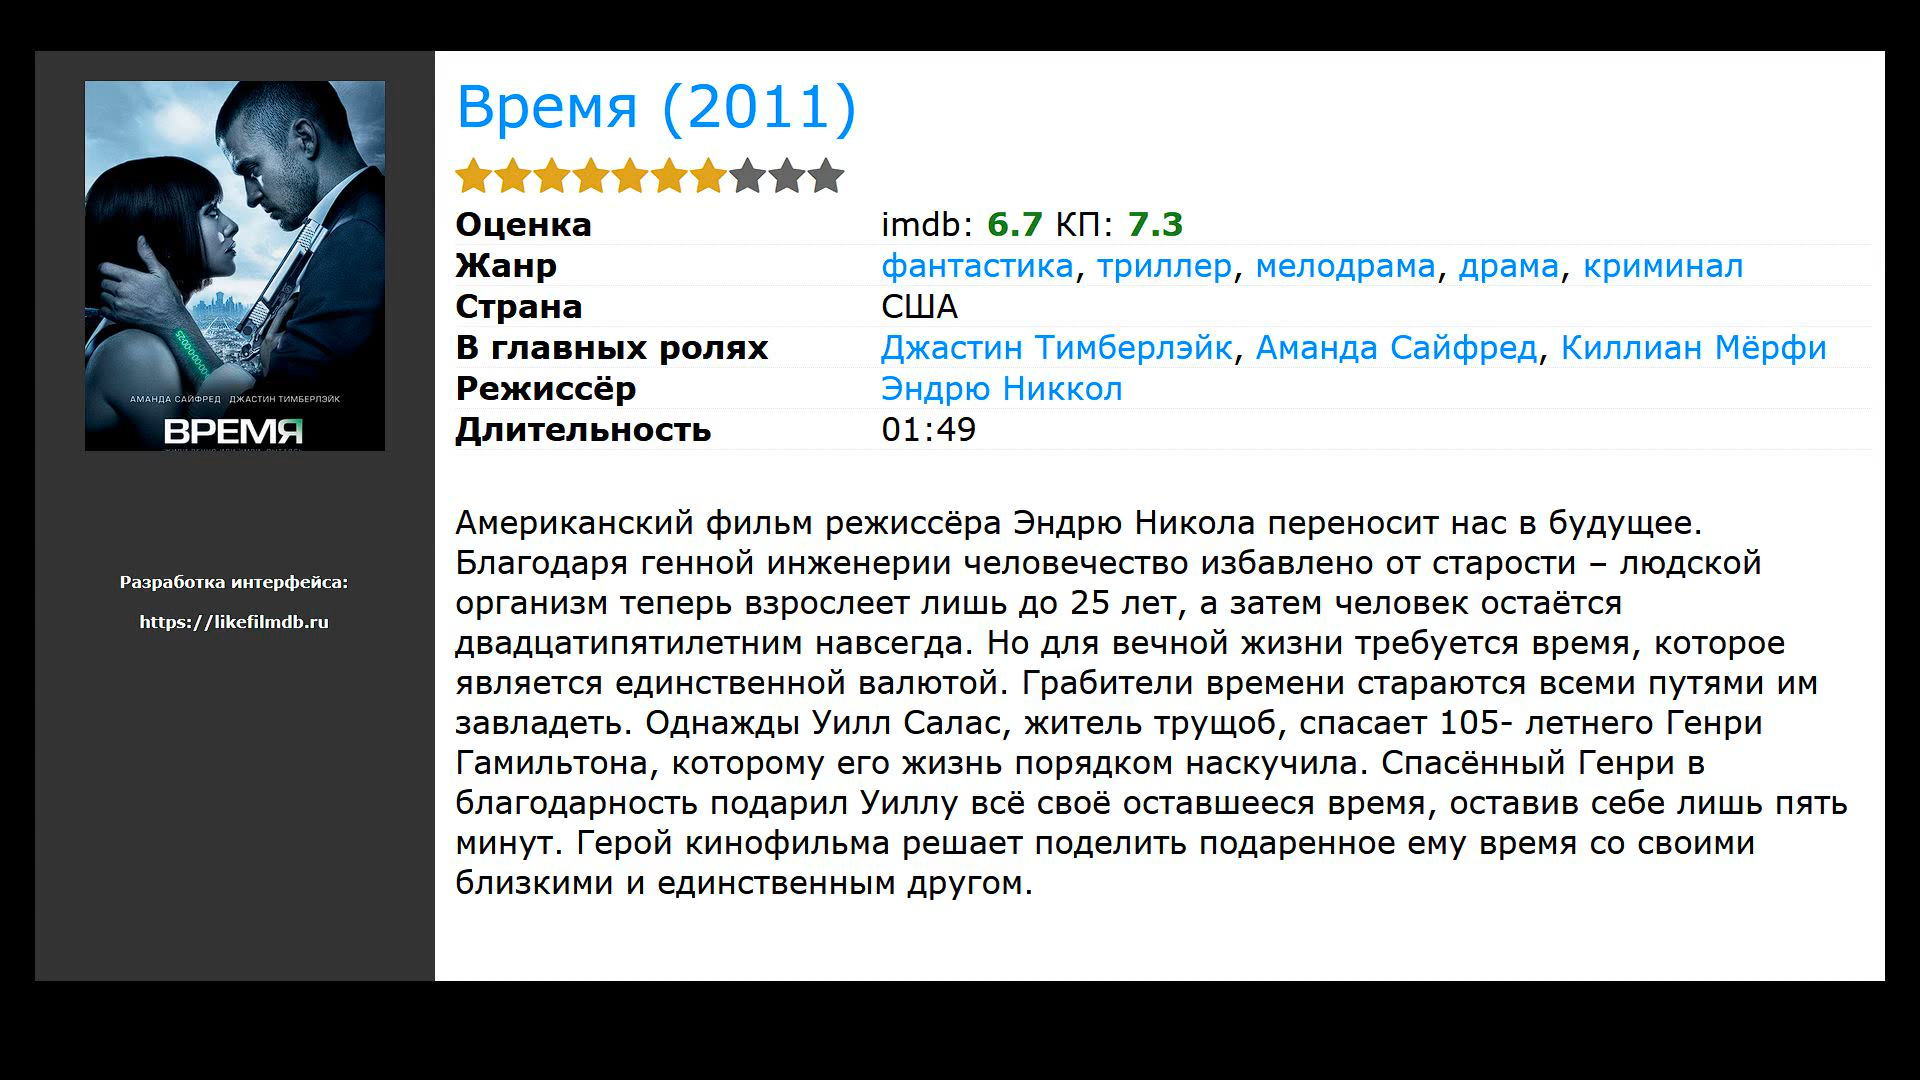 АМАНДА САЙФРЕД ДЖАСТИН ТИМБЕРЛЭЙК
ВРЕМЯ
Разработка интерфейса:
https://likefilmdb.ru
Время (2011)
Оценка imdb: 6.7 КП: 7.3
Жанр фантастика, триллер, мелодрама, драма, криминал
Страна США
В главных ролях Джастин Тимберлэйк, Аманда Сайфред, Киллиан Мёрфи
Режиссёр Эндрю Никкол
Длительность 01:49
Американский фильм режиссёра Эндрю Никола переносит нас в будущее.
Благодаря генной инженерии человечество избавлено от старости – людской
организм теперь взрослеет лишь до 25 лет, а затем человек остаётся
двадцатипятилетним навсегда. Но для вечной жизни требуется время, которое
является единственной валютой. Грабители времени стараются всеми путями им
завладеть. Однажды Уилл Салас, житель трущоб, спасает 105- летнего Генри
Гамильтона, которому его жизнь порядком наскучила. Спасённый Генри в
благодарность подарил Уиллу всё своё оставшееся время, оставив себе лишь пять
минут. Герой кинофильма решает поделить подаренное ему время со своими
близкими и единственным другом.